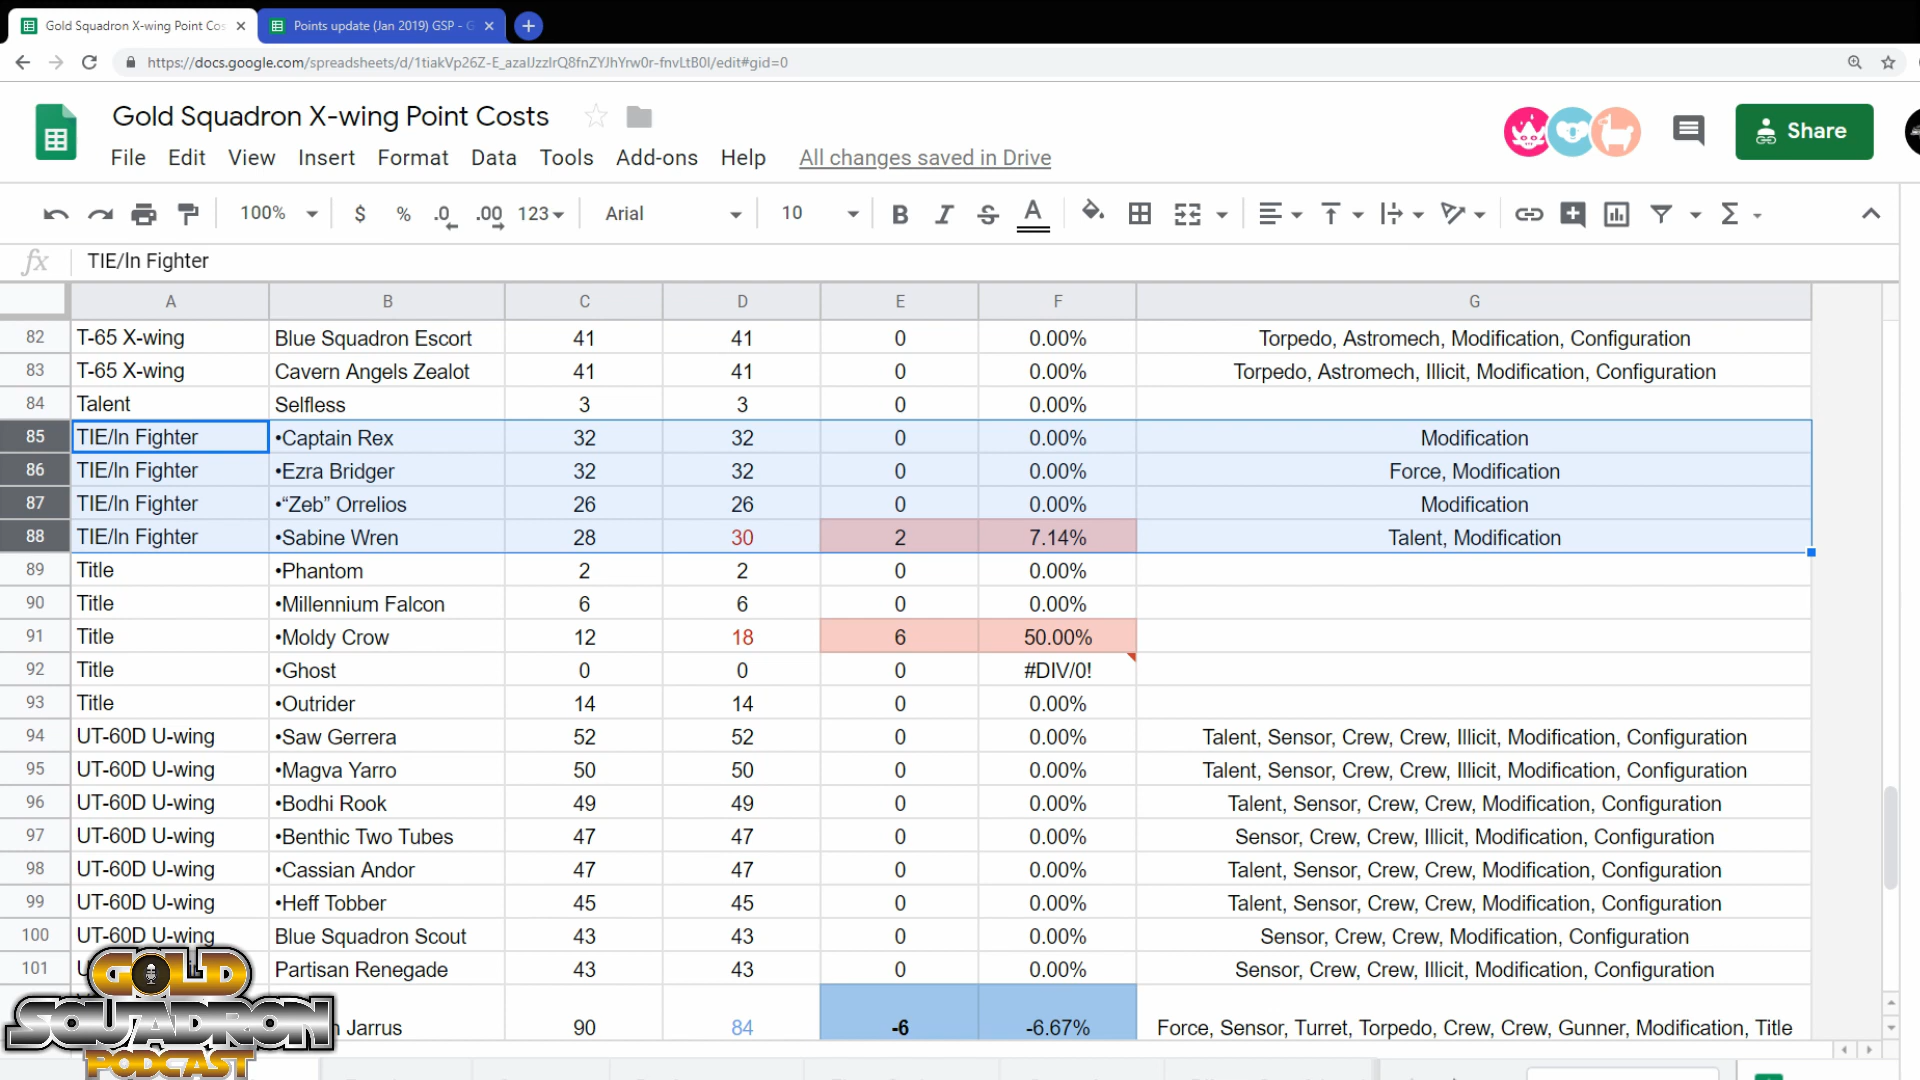 Gold Squadron X-wing Point Cos
Points update (Jan 2019) GSP - G
https://docs.google.com/spreadsheets/d/1tiakVp26Z-E_azaIJzzIrQ8fnZYJhYrw0r-fnvLtB0I/edit#gid=0
Gold Squadron X-wing Point Costs
Share
File Edit View Insert Format Data Tools Add-ons Help All changes saved in Drive
100% $ % .0 .00 123 Arial 10 B I S A Σ
fx TIE/ln Fighter
A B C D E F G
82 T-65 X-wing Blue Squadron Escort 41 41 0 0.00% Torpedo, Astromech, Modification, Configuration
83 T-65 X-wing Cavern Angels Zealot 41 41 0 0.00% Torpedo, Astromech, Illicit, Modification, Configuration
84 Talent Selfless 3 3 0 0.00%
85 TIE/ln Fighter •Captain Rex 32 32 0 0.00% Modification
86 TIE/ln Fighter •Ezra Bridger 32 32 0 0.00% Force, Modification
87 TIE/ln Fighter •“Zeb” Orrelios 26 26 0 0.00% Modification
88 TIE/ln Fighter •Sabine Wren 28 30 2 7.14% Talent, Modification
89 Title •Phantom 2 2 0 0.00%
90 Title •Millennium Falcon 6 6 0 0.00%
91 Title •Moldy Crow 12 18 6 50.00%
92 Title •Ghost 0 0 0 #DIV/0!
93 Title •Outrider 14 14 0 0.00%
94 UT-60D U-wing •Saw Gerrera 52 52 0 0.00% Talent, Sensor, Crew, Crew, Illicit, Modification, Configuration
95 UT-60D U-wing •Magva Yarro 50 50 0 0.00% Talent, Sensor, Crew, Crew, Illicit, Modification, Configuration
96 UT-60D U-wing •Bodhi Rook 49 49 0 0.00% Talent, Sensor, Crew, Crew, Modification, Configuration
97 UT-60D U-wing •Benthic Two Tubes 47 47 0 0.00% Sensor, Crew, Crew, Illicit, Modification, Configuration
98 UT-60D U-wing •Cassian Andor 47 47 0 0.00% Talent, Sensor, Crew, Crew, Modification, Configuration
99 UT-60D U-wing •Heff Tobber 45 45 0 0.00% Talent, Sensor, Crew, Crew, Modification, Configuration
100 UT-60D U-wing Blue Squadron Scout 43 43 0 0.00% Sensor, Crew, Crew, Modification, Configuration
101 Partisan Renegade 43 43 0 0.00% Sensor, Crew, Crew, Illicit, Modification, Configuration
Jarrus 90 84 -6 -6.67% Force, Sensor, Turret, Torpedo, Crew, Crew, Gunner, Modification, Title
GOLD
SQUADRON
PODCAST